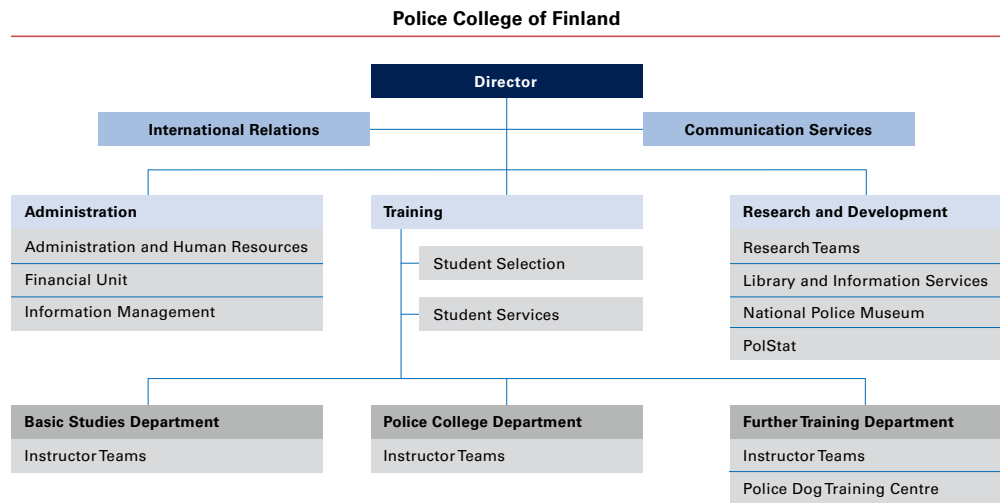 Police College of Finland
Director
International Relations
Communication Services
Administration
Administration and Human Resources
Financial Unit
Information Management
Training
Student Selection
Student Services
Research and Development
Research Teams
Library and Information Services
National Police Museum
PolStat
Basic Studies Department
Instructor Teams
Police College Department
Instructor Teams
Further Training Department
Instructor Teams
Police Dog Training Centre